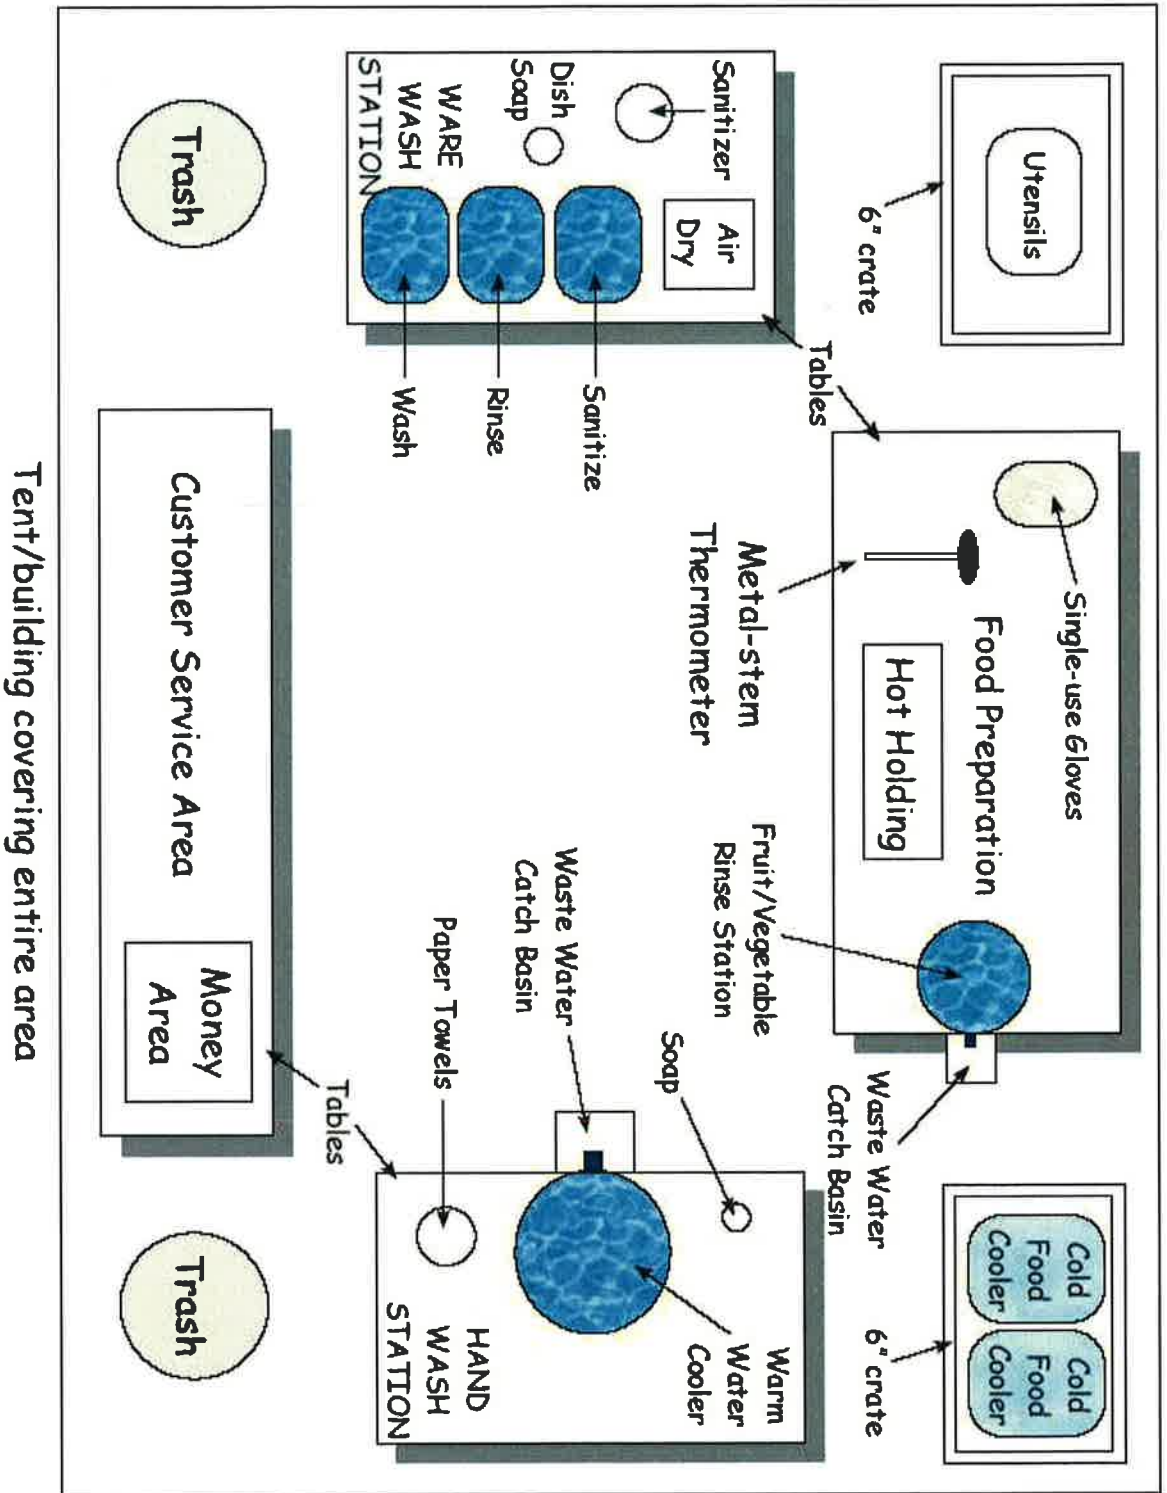 Utensils
6" crate
Single-use Gloves
Food Preparation
Hot Holding
Metal-stem
Thermometer
Fruit/Vegetable
Rinse Station
Waste Water
Catch Basin
Cold
Food
Cooler
Cold
Food
Cooler
6" crate
Tables
Sanitizer
Air
Dry
Dish
Soap
WARE
WASH
STATION
Sanitize
Rinse
Wash
Soap
Waste Water
Catch Basin
Paper Towels
Warm
Water
Cooler
HAND
WASH
STATION
Tables
Trash
Customer Service Area
Money
Area
Trash
Tent/building covering entire area